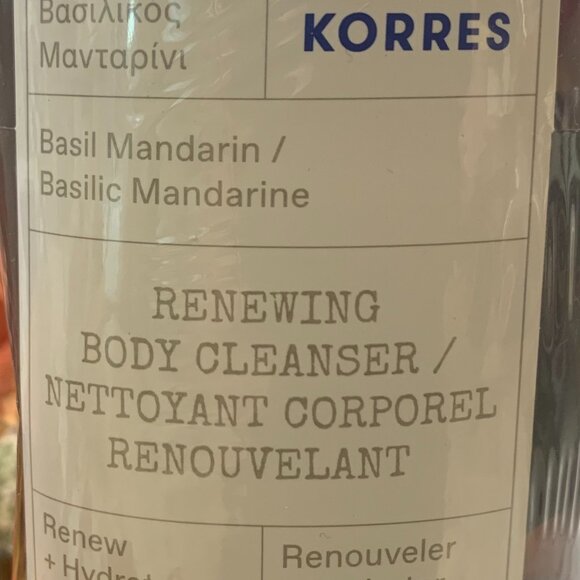 Βασιλικός
Μανταρίνι
KORRES
Basil Mandarin /
Basilic Mandarine
RENEWING
BODY CLEANSER /
NETTOYANT CORPOREL
RENOUVELANT
Renew
+
Renouveler